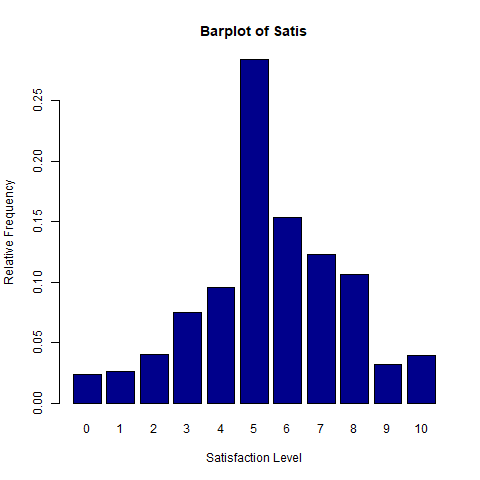 Barplot of Satis
Relative Frequency
0.25
0.20
0.15
0.10
0.05
0.00
0 1 2 3 4 5 6 7 8 9 10
Satisfaction Level